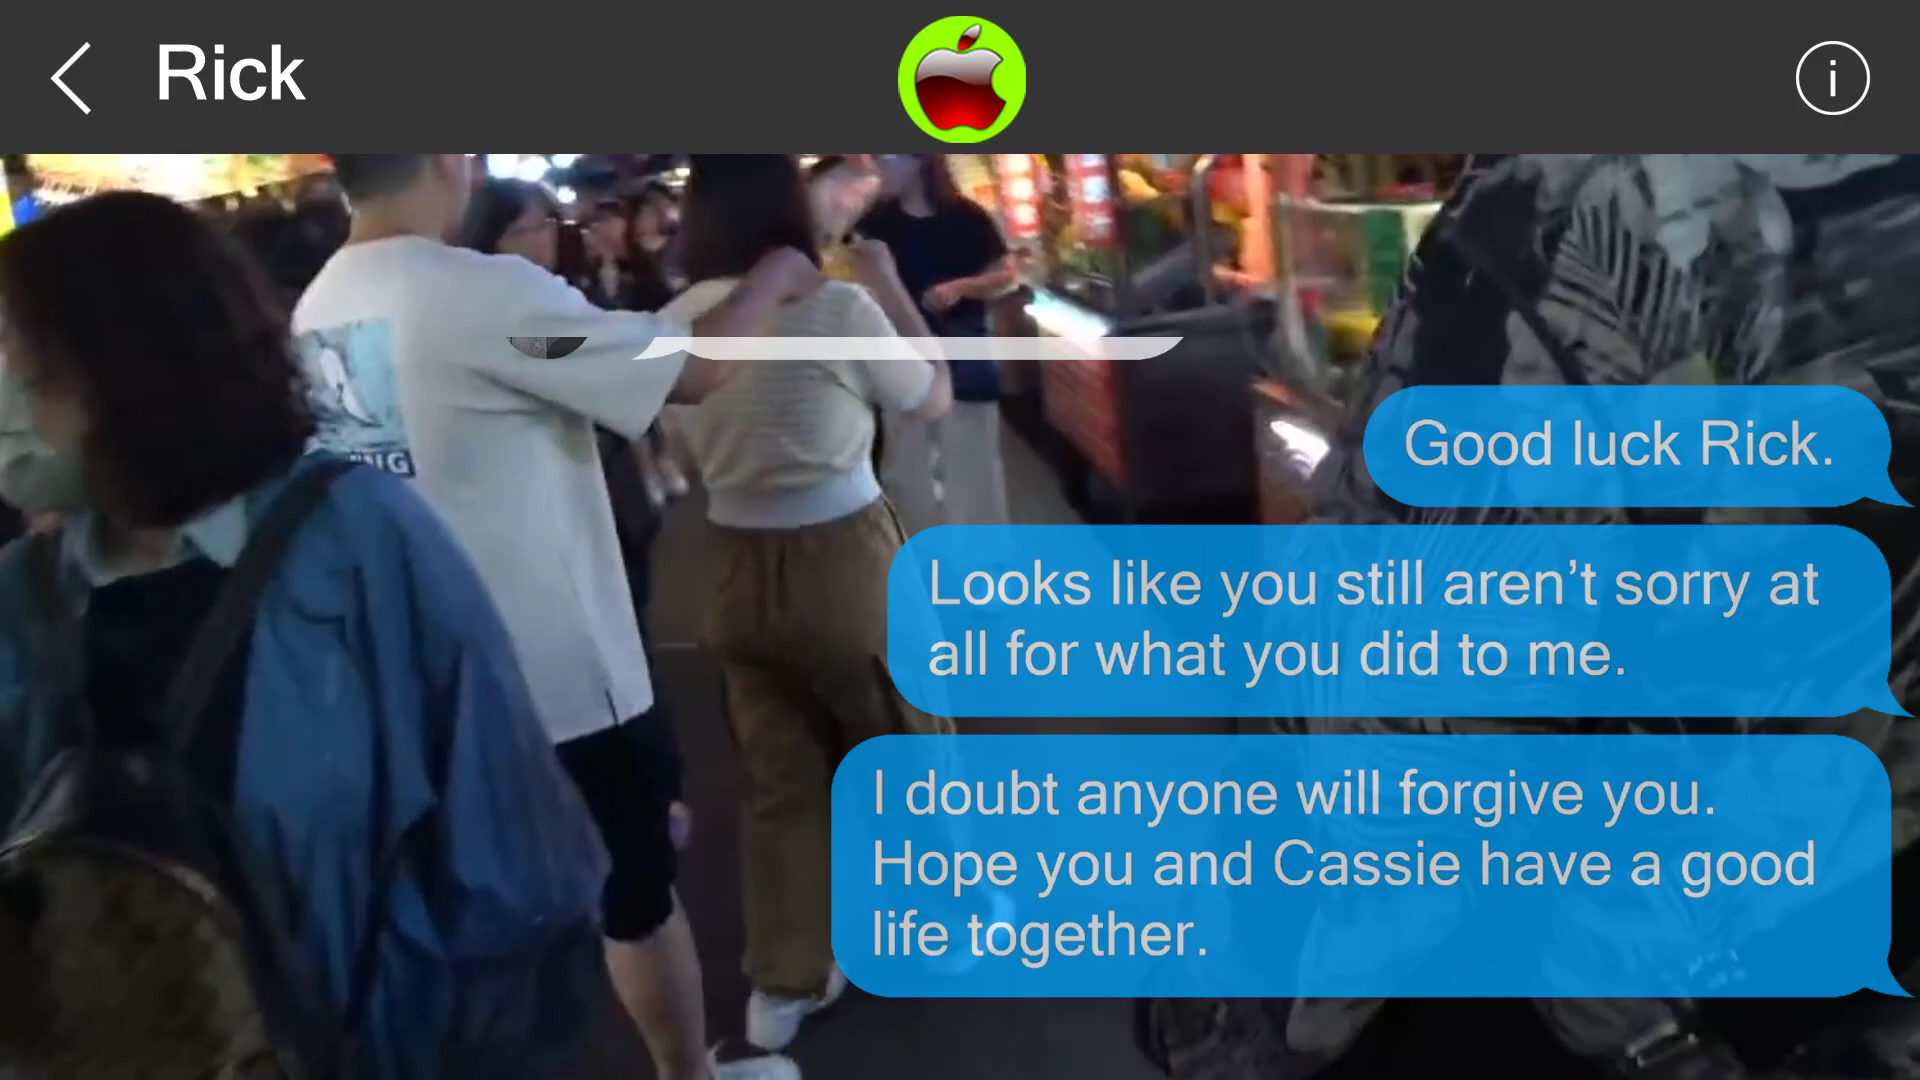 Rick
i
Good luck Rick.
Looks like you still aren’t sorry at
all for what you did to me.
I doubt anyone will forgive you.
Hope you and Cassie have a good
life together.